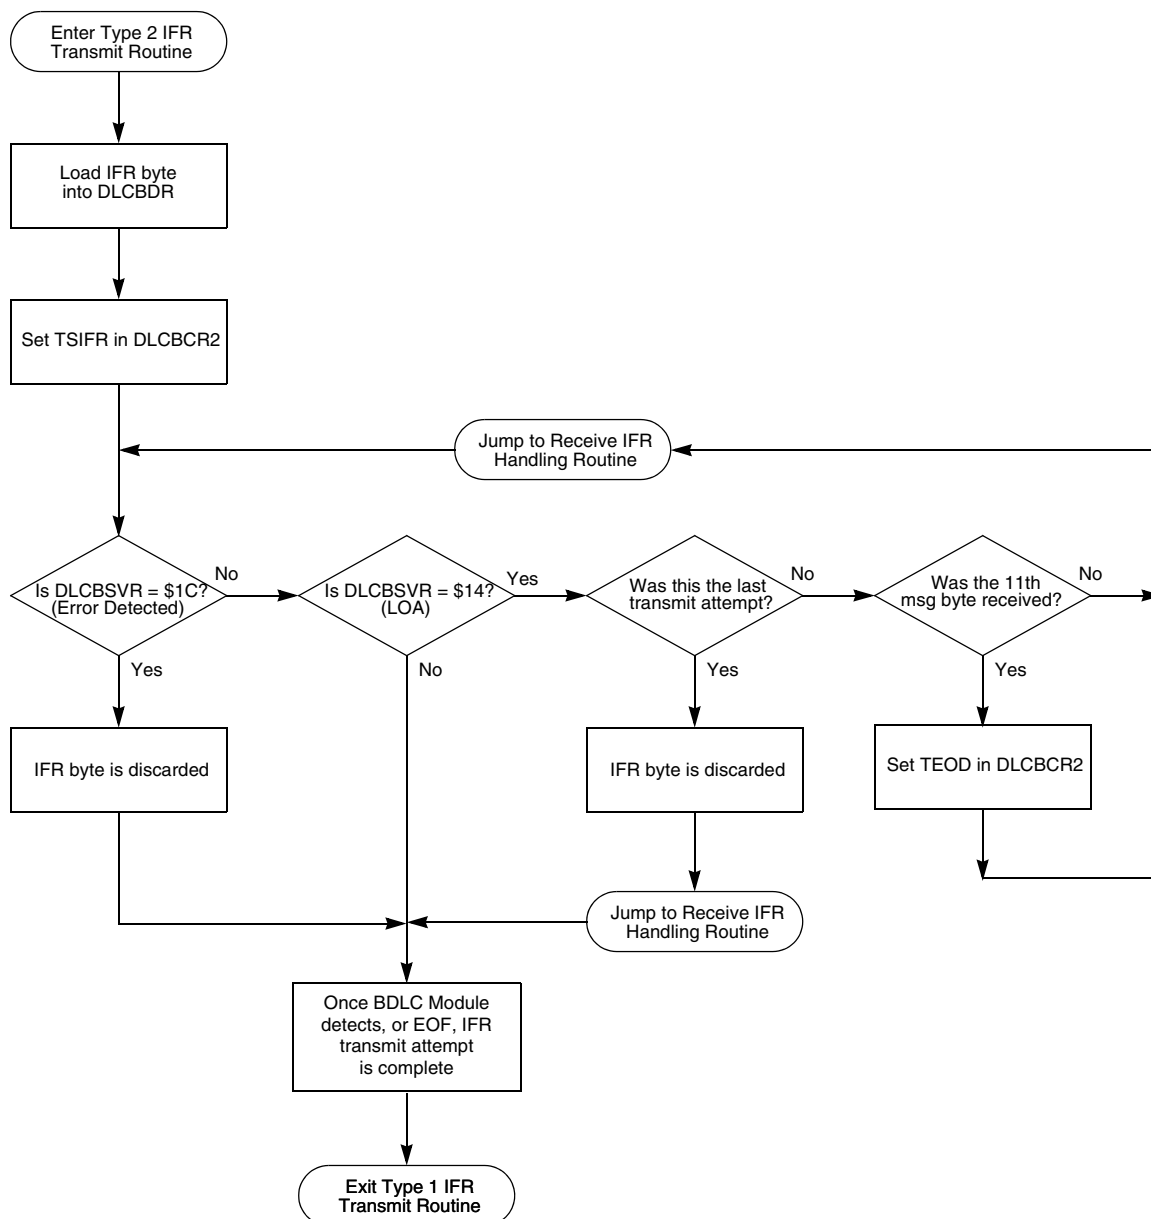 Enter Type 2 IFR
Transmit Routine
Load IFR byte
into DLCBDR
Set TSIFR in DLCBCR2
Jump to Receive IFR
Handling Routine
Is DLCBSVR = $1C?
(Error Detected)
No
Yes
Is DLCBSVR = $14?
(LOA)
Yes
No
Was this the last
transmit attempt?
No
Yes
Was the 11th
msg byte received?
No
Yes
IFR byte is discarded
IFR byte is discarded
Set TEOD in DLCBCR2
Jump to Receive IFR
Handling Routine
Once BDLC Module
detects, or EOF, IFR
transmit attempt
is complete
Exit Type 1 IFR
Transmit Routine